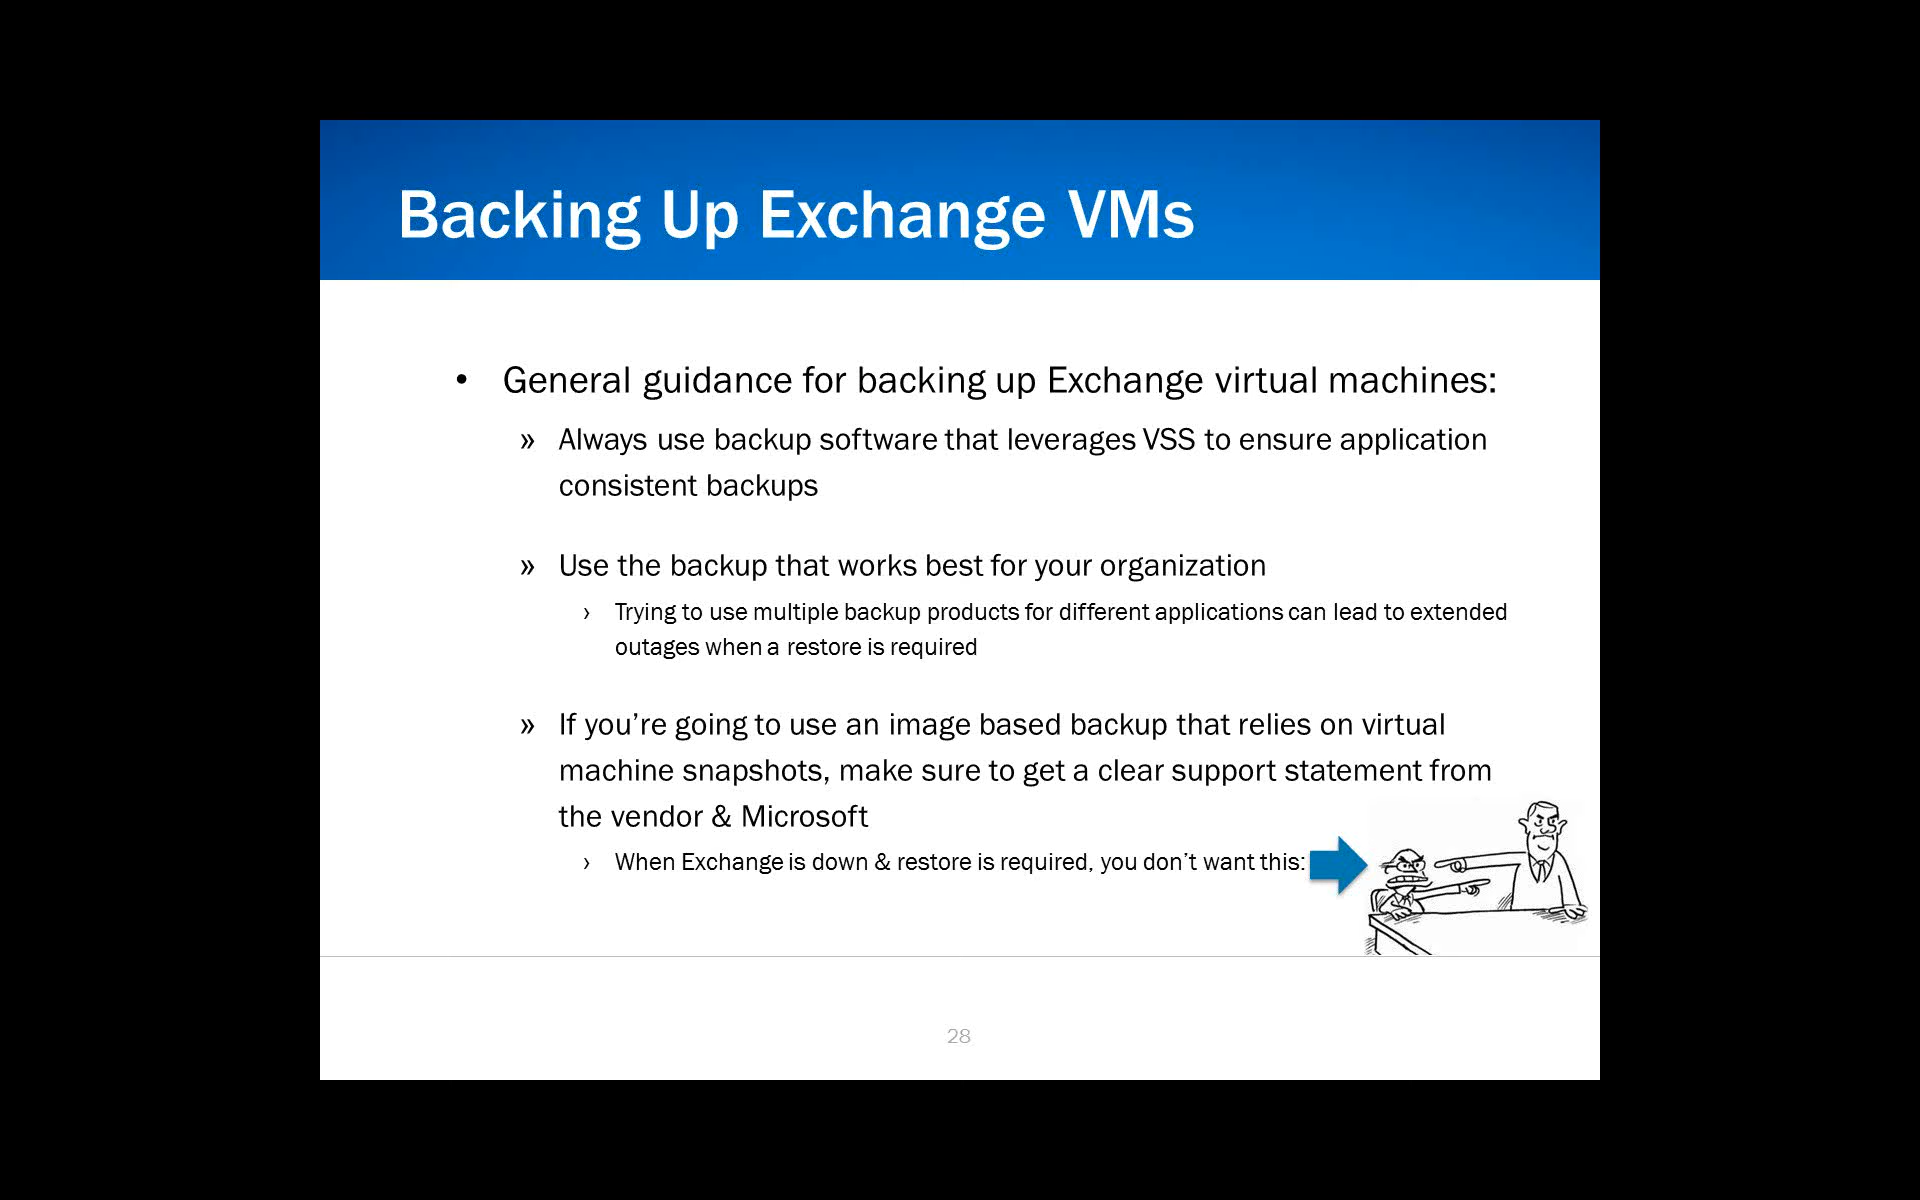 Backing Up Exchange VMs
• General guidance for backing up Exchange virtual machines:
» Always use backup software that leverages VSS to ensure application
consistent backups
» Use the backup that works best for your organization
› Trying to use multiple backup products for different applications can lead to extended
outages when a restore is required
» If you’re going to use an image based backup that relies on virtual
machine snapshots, make sure to get a clear support statement from
the vendor & Microsoft
› When Exchange is down & restore is required, you don’t want this:
28